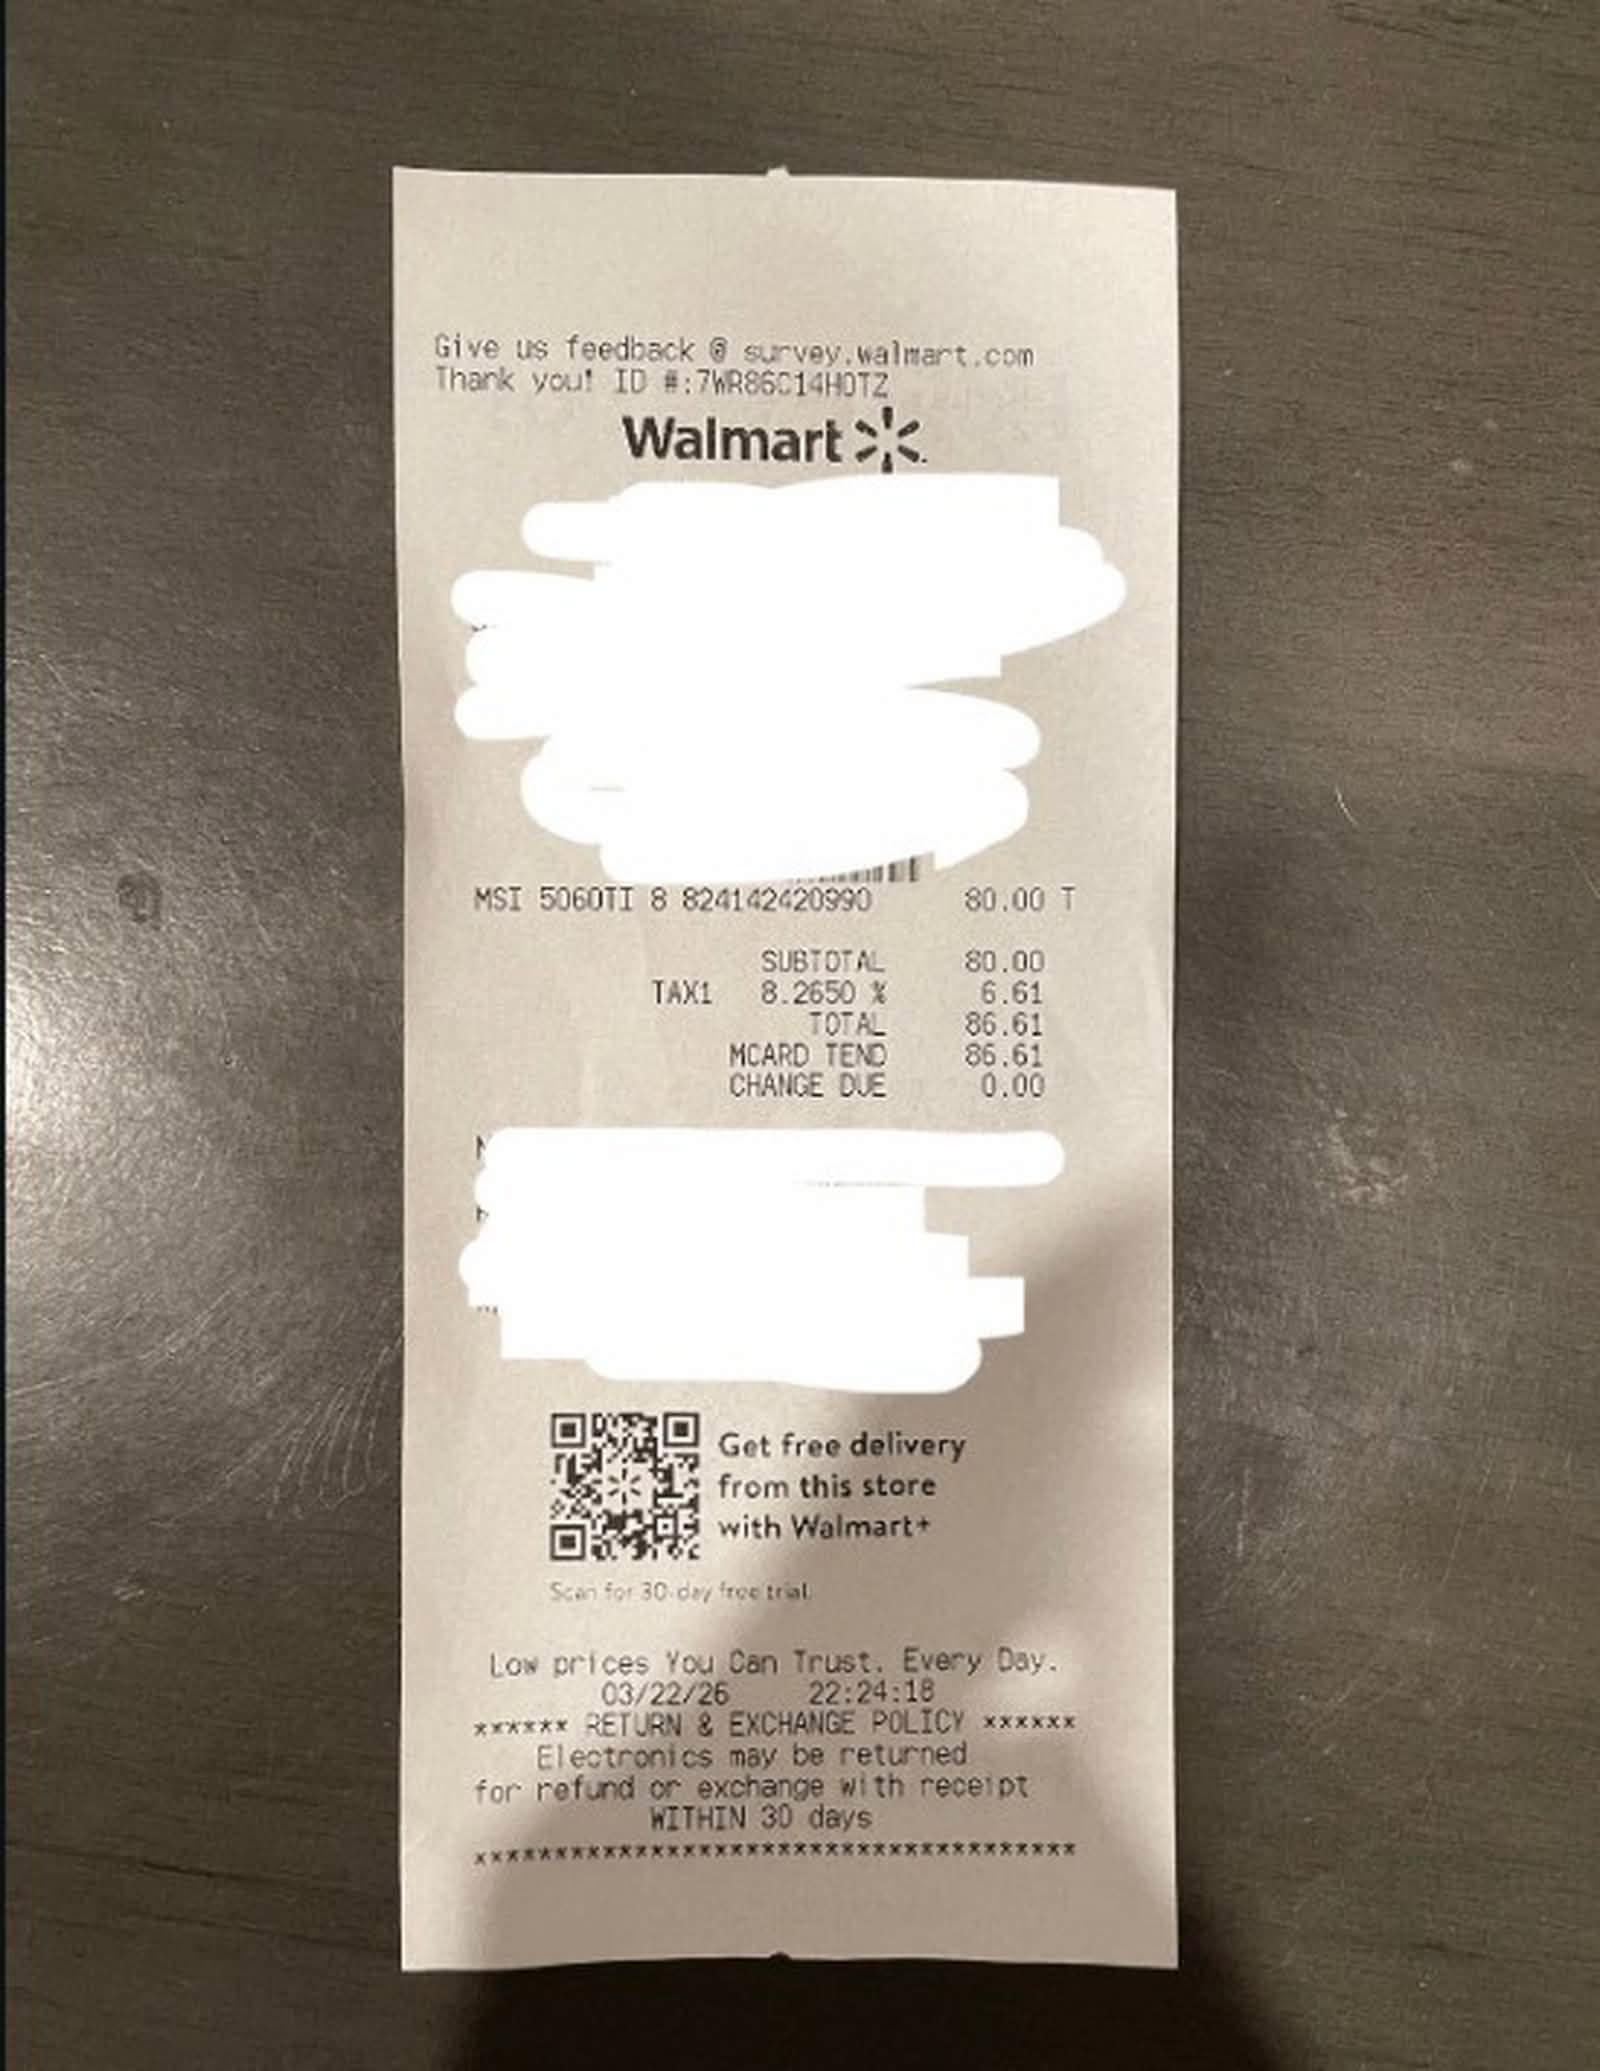 Give us feedback @ survey.walmart.com
Thank you! ID #:7WR86C14H0TZ
Walmart
MSI 5060TI 8 824142420990 80.00 T
SUBTOTAL 80.00
TAX1 8.2650 % 6.61
TOTAL 86.61
MCARD TEND 86.61
CHANGE DUE 0.00
Get free delivery
from this store
with Walmart+
Scan for 30-day free trial.
Low prices You Can Trust. Every Day.
03/22/26 22:24:18
****** RETURN & EXCHANGE POLICY ******
Electronics may be returned
for refund or exchange with receipt
WITHIN 30 days
**************************************